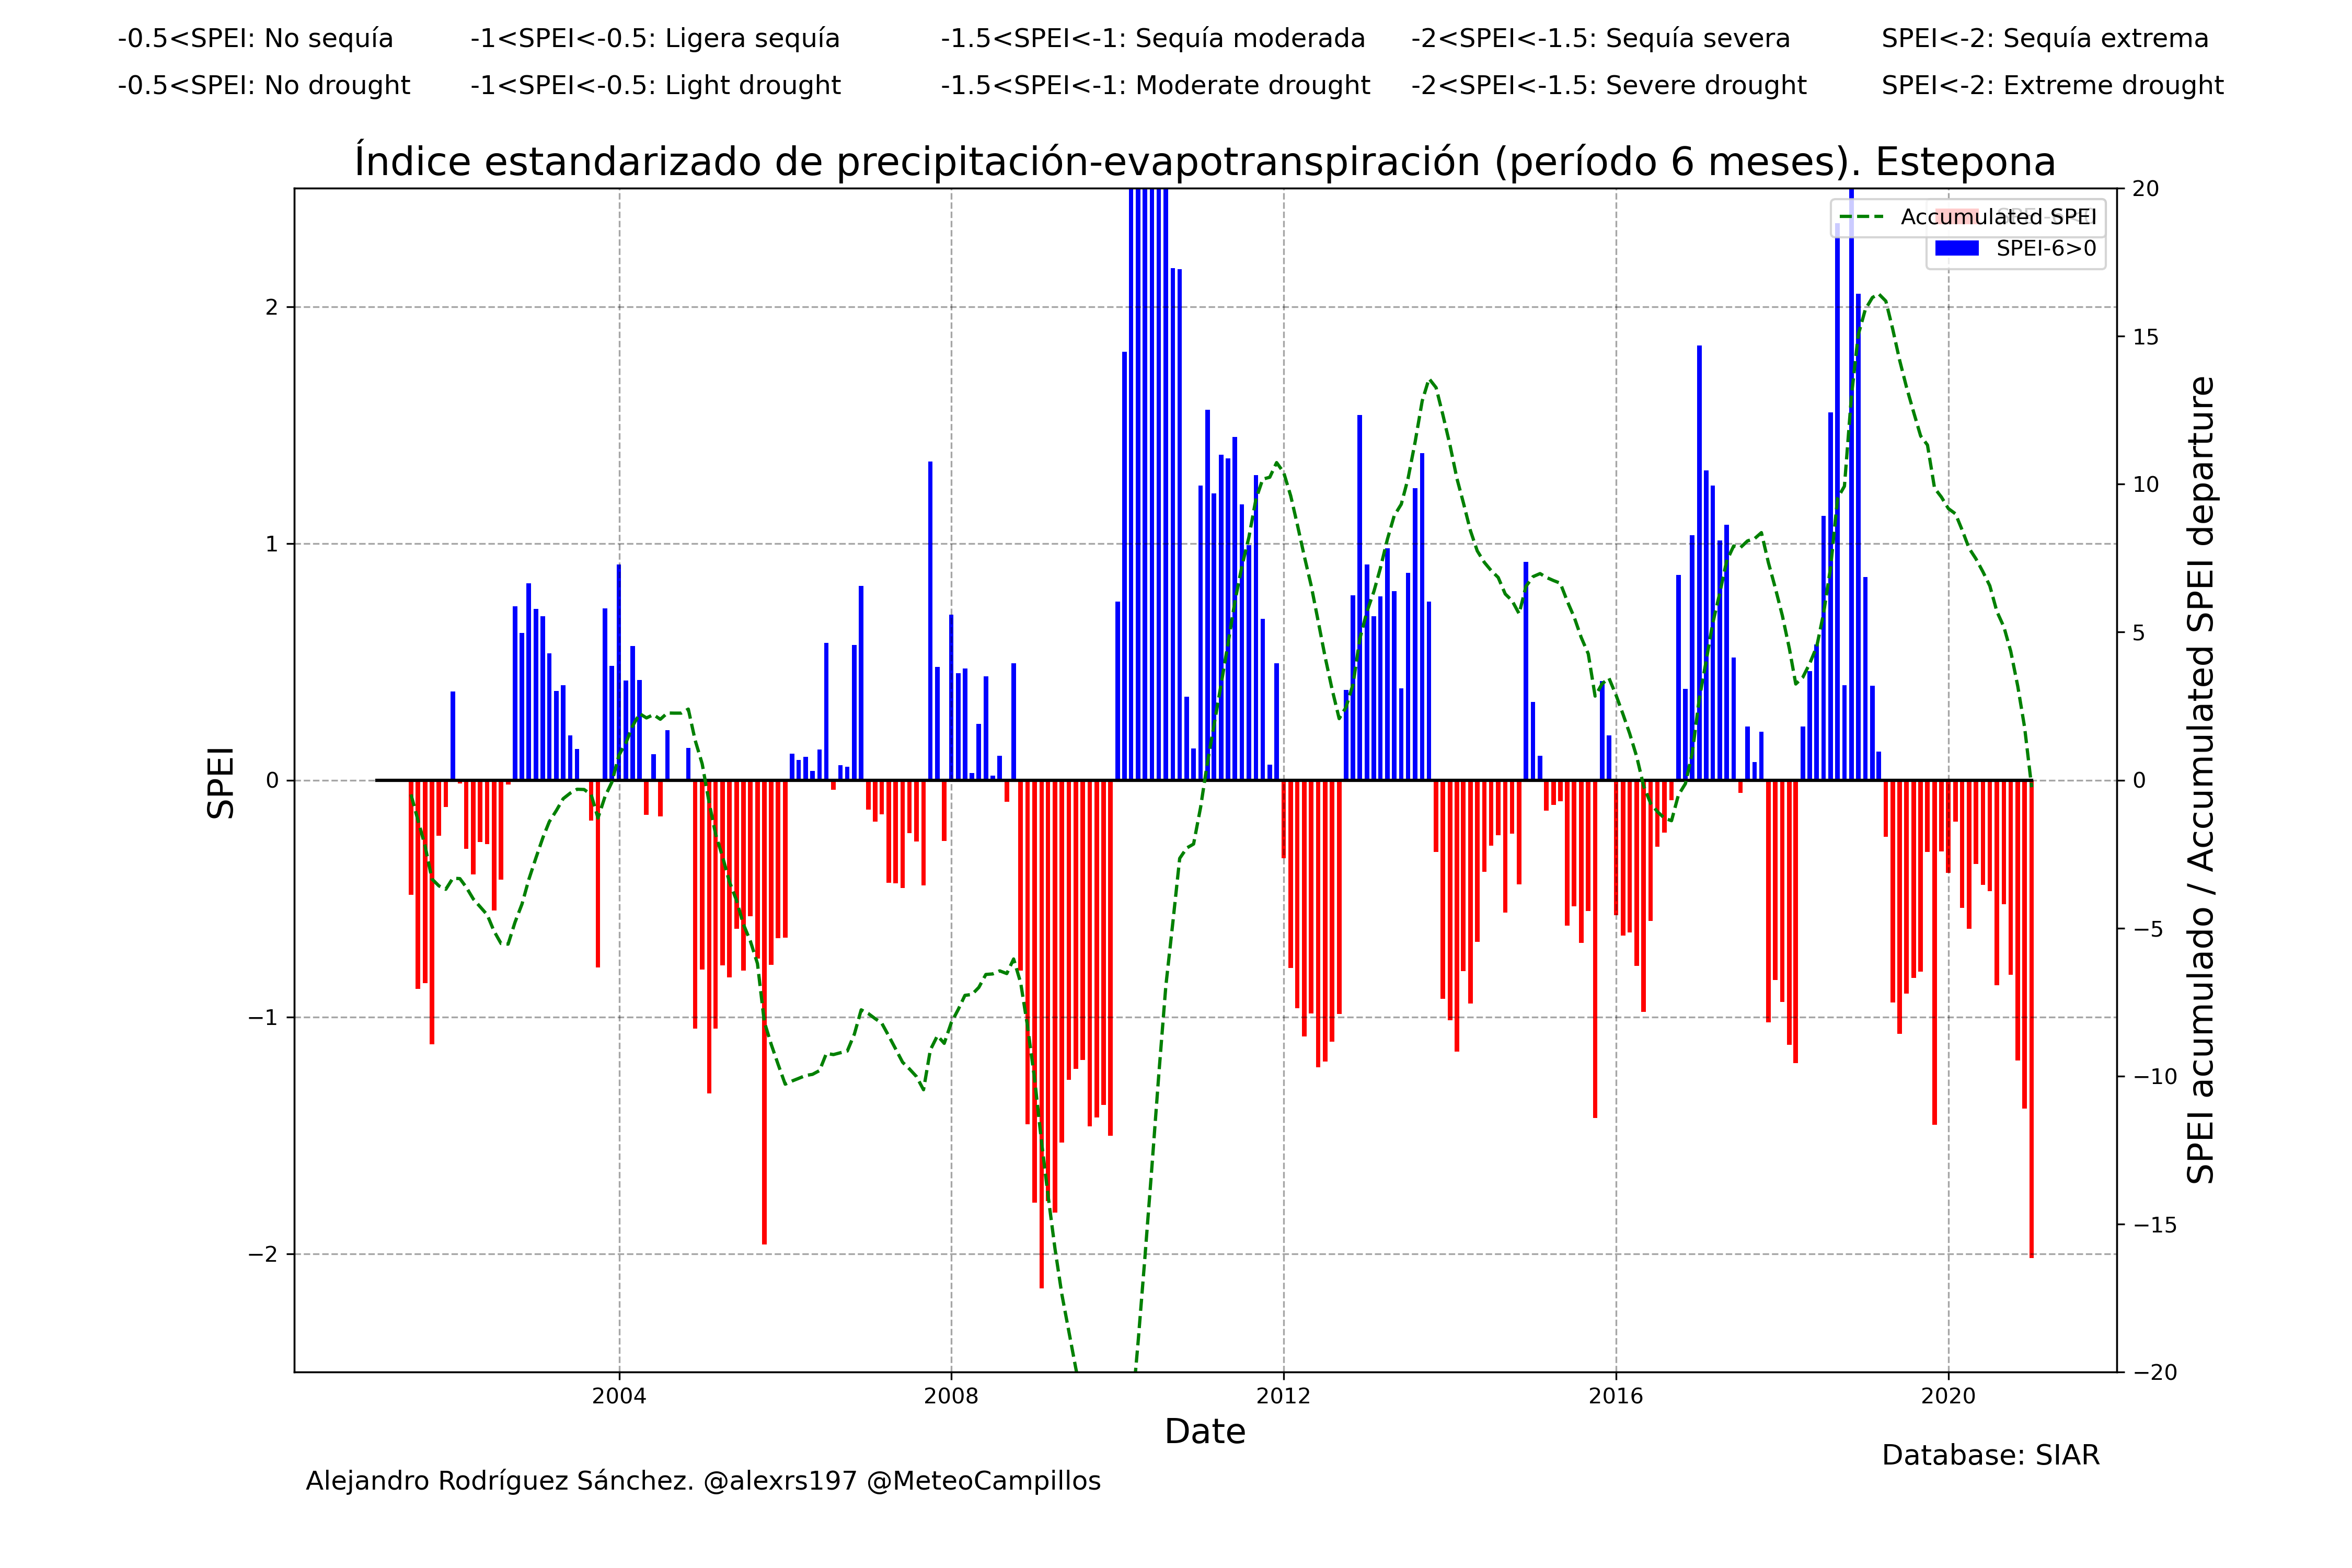 -0.5<SPEI: No sequía -1<SPEI<-0.5: Ligera sequía -1.5<SPEI<-1: Sequía moderada -2<SPEI<-1.5: Sequía severa SPEI<-2: Sequía extrema
-0.5<SPEI: No drought -1<SPEI<-0.5: Light drought -1.5<SPEI<-1: Moderate drought -2<SPEI<-1.5: Severe drought SPEI<-2: Extreme drought
Índice estandarizado de precipitación-evapotranspiración (período 6 meses). Estepona
Accumulated SPEI
SPEI-6>0
2
1
0
−1
−2
SPEI
20
15
10
5
0
−5
−10
−15
−20
SPEI acumulado / Accumulated SPEI departure
2004 2008 2012 2016 2020
Date
Database: SIAR
Alejandro Rodríguez Sánchez. @alexrs197 @MeteoCampillos